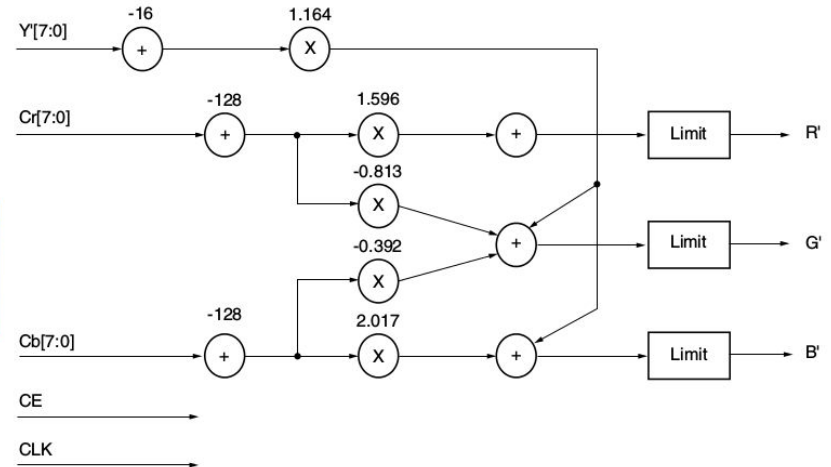 -16 1.164
Y'[7:0]
+ X
-128 1.596
Cr[7:0]
+ X + Limit R'
-0.813
X
+ Limit G'
-0.392
X
-128 2.017
Cb[7:0]
+ X + Limit B'
CE
CLK